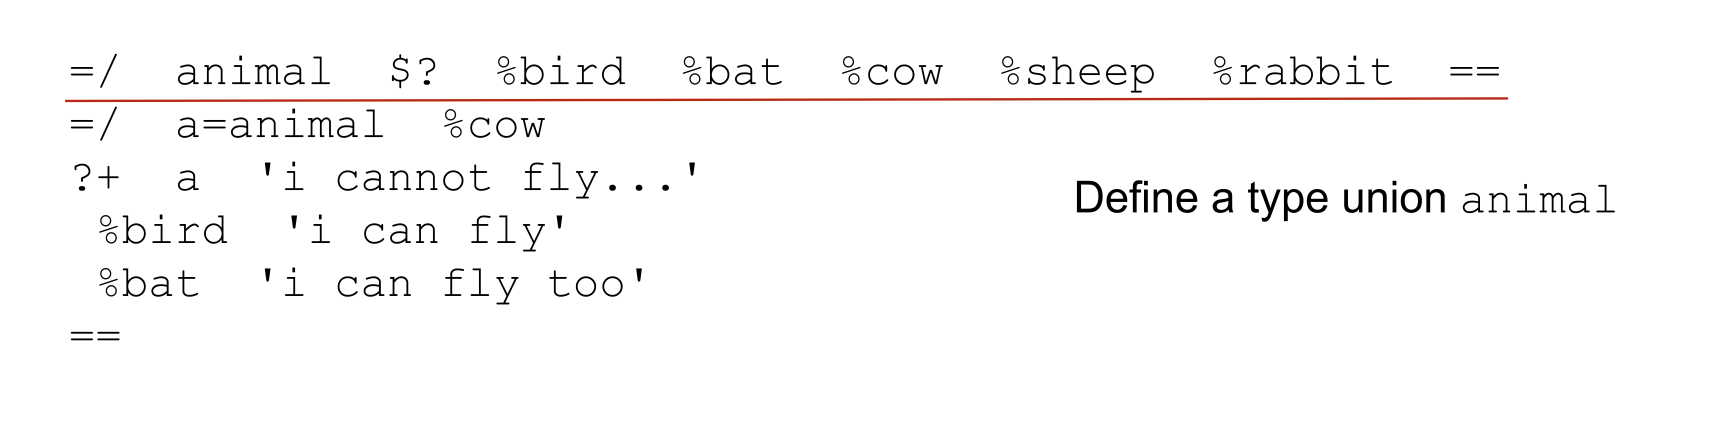 =/  animal  $?  %bird  %bat  %cow  %sheep  %rabbit  ==
=/  a=animal  %cow
?+  a  'i cannot fly...'
 %bird  'i can fly'
 %bat  'i can fly too'
==
Define a type union animal